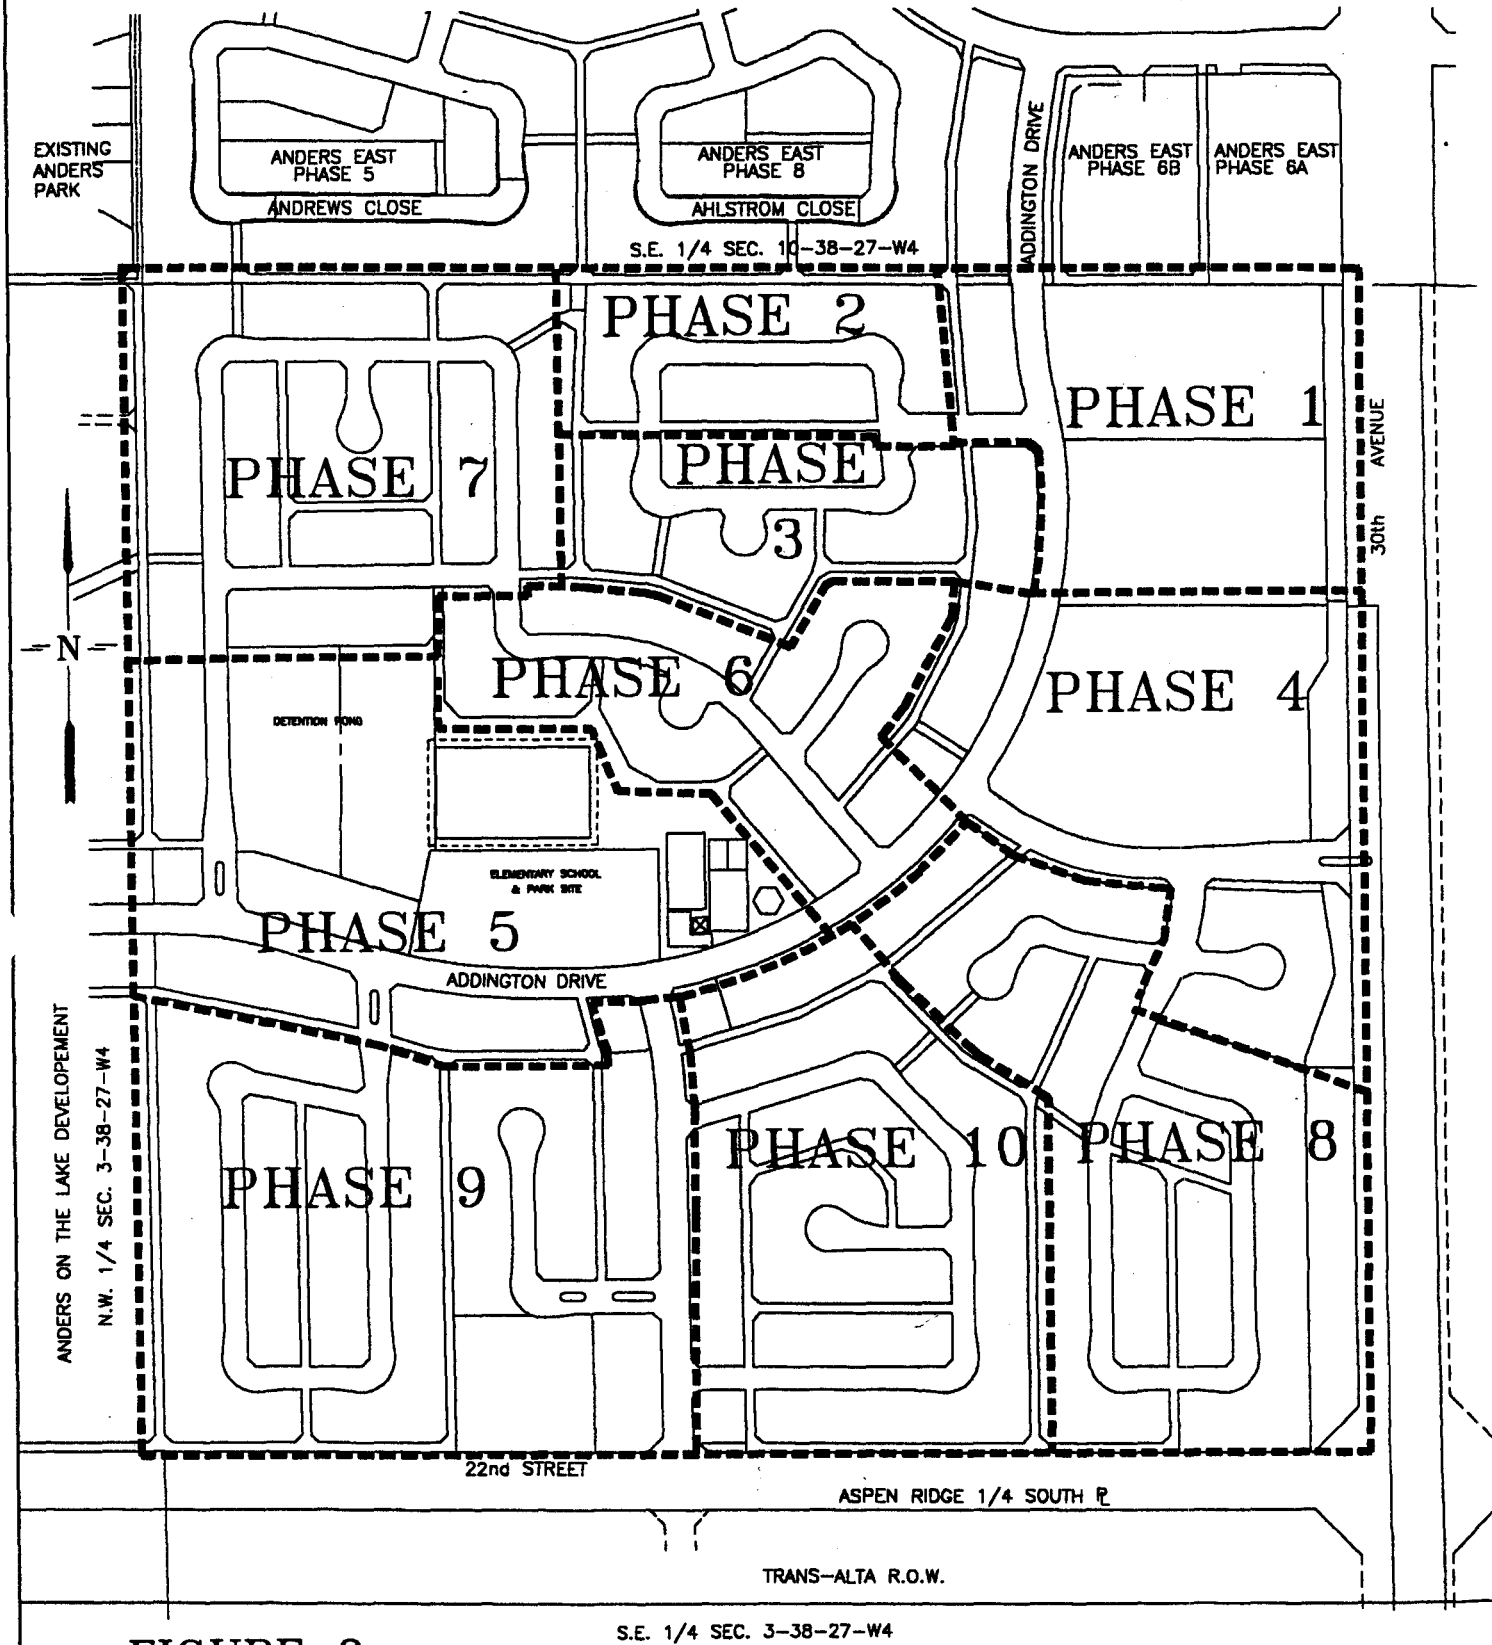 EXISTING
ANDERS
PARK
ANDERS EAST
PHASE 5
ANDREWS CLOSE
ANDERS EAST
PHASE 8
AHLSTROM CLOSE
ADDINGTON DRIVE
ANDERS EAST
PHASE 6B
ANDERS EAST
PHASE 6A
S.E. 1/4 SEC. 10-38-27-W4
PHASE 2
PHASE 1
30th AVENUE
PHASE 7
PHASE
3
N
PHASE 6
PHASE 4
DETENTION POND
ELEMENTARY SCHOOL
& PARK SITE
PHASE 5
ADDINGTON DRIVE
ANDERS ON THE LAKE DEVELOPEMENT
N.W. 1/4 SEC. 3-38-27-W4
PHASE 9
PHASE 10
PHASE 8
22nd STREET
ASPEN RIDGE 1/4 SOUTH PL
TRANS-ALTA R.O.W.
S.E. 1/4 SEC. 3-38-27-W4